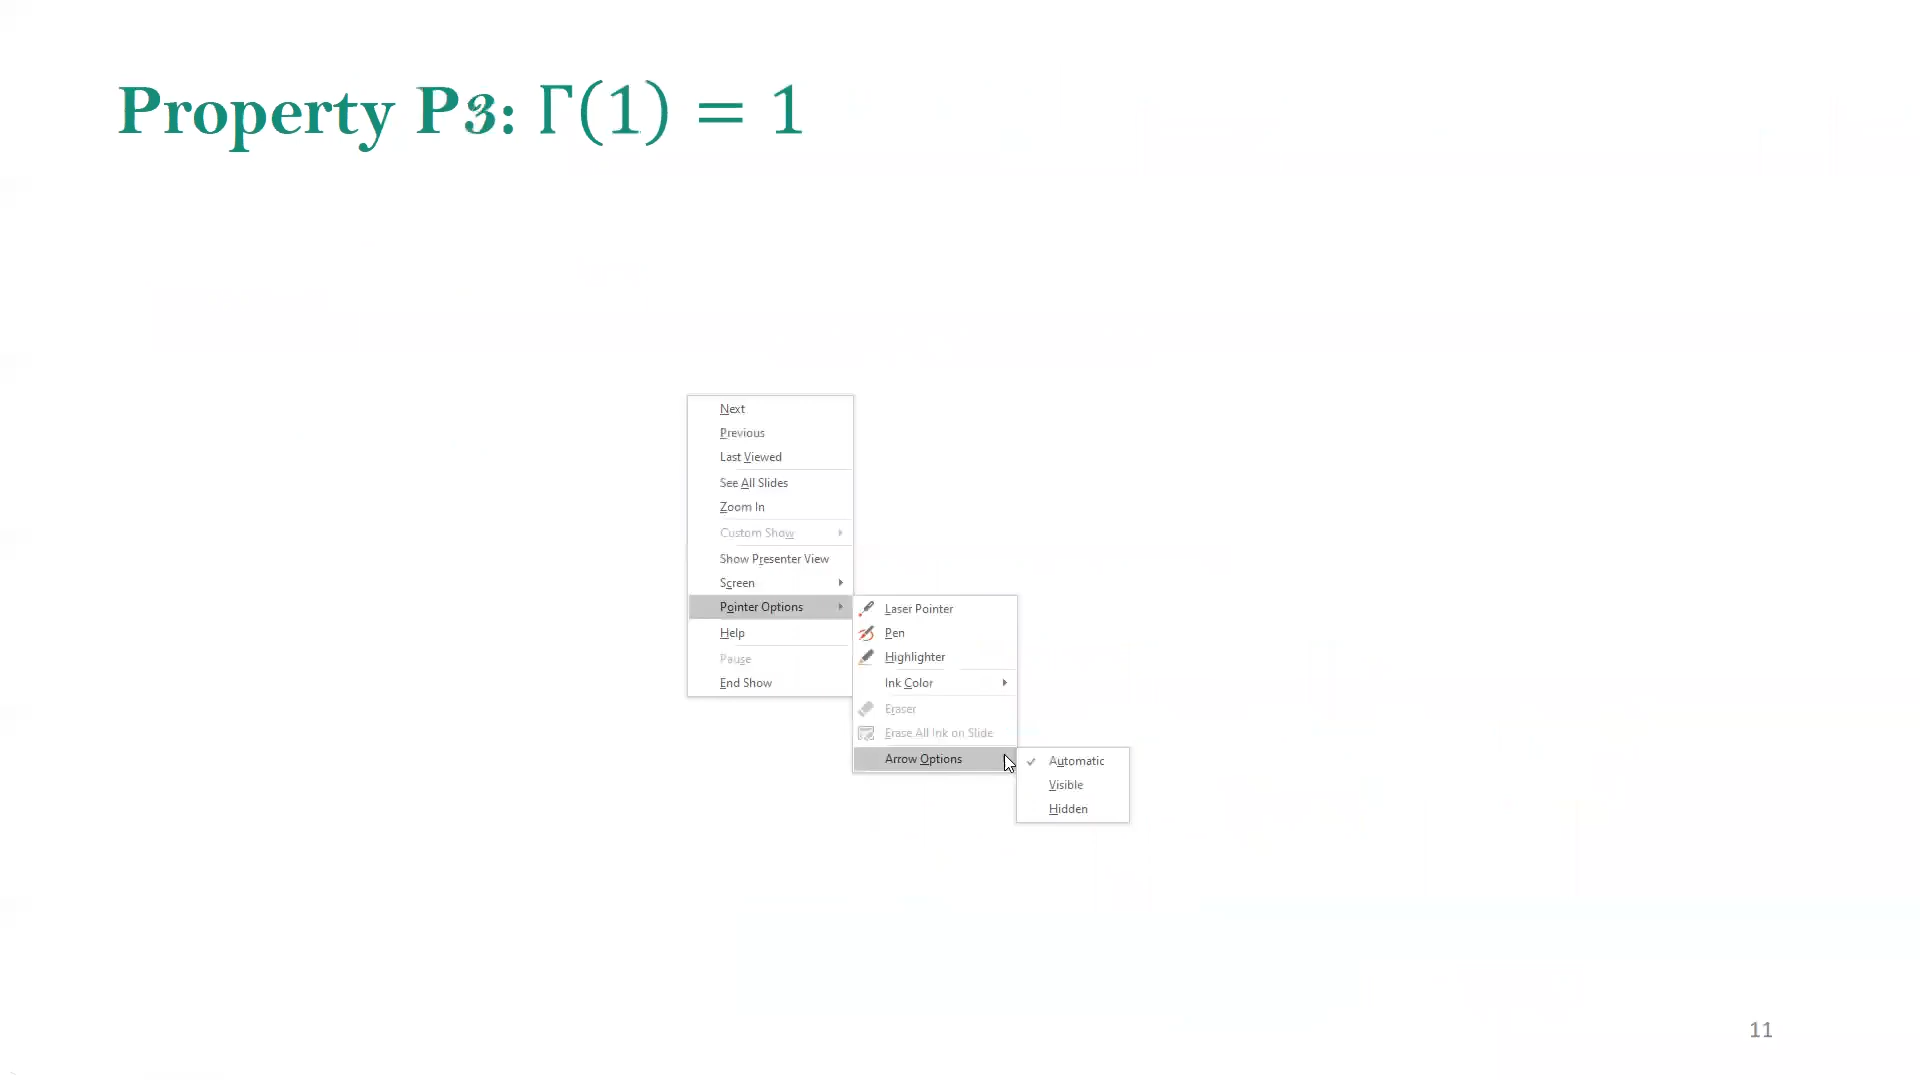 Property P3: Γ(1) = 1
Next
Previous
Last Viewed
See All Slides
Zoom In
Custom Show
Show Presenter View
Screen
Pointer Options
Help
Pause
End Show
Laser Pointer
Pen
Highlighter
Ink Color
Eraser
Erase All Ink on Slide
Arrow Options
Automatic
Visible
Hidden
11